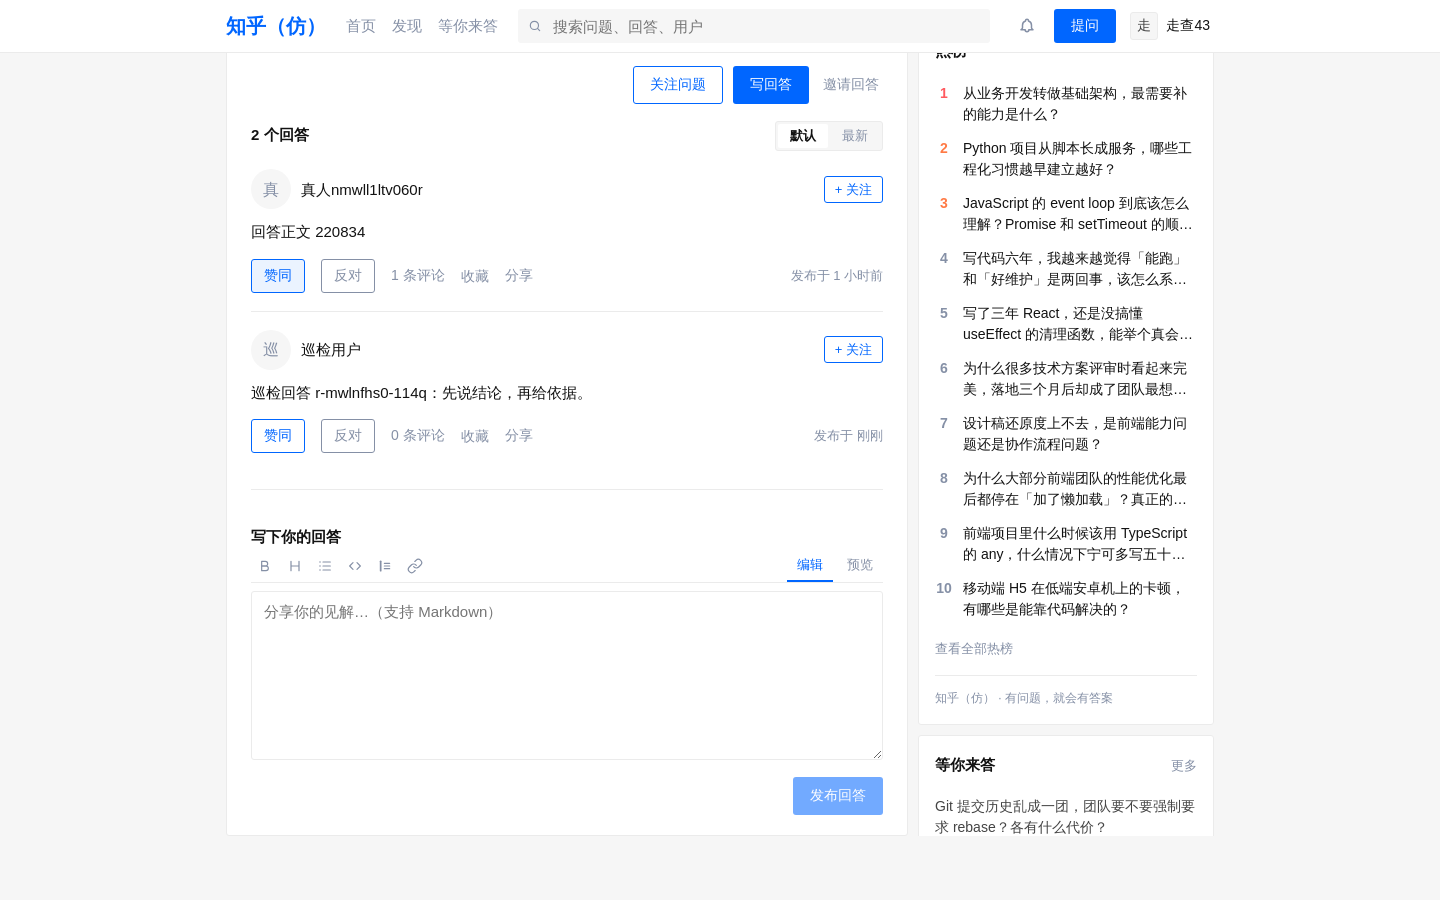 知乎（仿）
首页 发现 等你来答
搜索问题、回答、用户
提问
走 走查43
关注问题 写回答 邀请回答
2 个回答
默认 最新
真 真人nmwll1ltv060r
+ 关注
回答正文 220834
赞同 反对 1 条评论 收藏 分享
发布于 1 小时前
巡 巡检用户
+ 关注
巡检回答 r-mwlnfhs0-114q：先说结论，再给依据。
赞同 反对 0 条评论 收藏 分享
发布于 刚刚
写下你的回答
编辑 预览
分享你的见解…（支持 Markdown）
发布回答
热榜
1 从业务开发转做基础架构，最需要补
的能力是什么？
2 Python 项目从脚本长成服务，哪些工
程化习惯越早建立越好？
3 JavaScript 的 event loop 到底该怎么
理解？Promise 和 setTimeout 的顺…
4 写代码六年，我越来越觉得「能跑」
和「好维护」是两回事，该怎么系…
5 写了三年 React，还是没搞懂
useEffect 的清理函数，能举个真会…
6 为什么很多技术方案评审时看起来完
美，落地三个月后却成了团队最想…
7 设计稿还原度上不去，是前端能力问
题还是协作流程问题？
8 为什么大部分前端团队的性能优化最
后都停在「加了懒加载」？真正的…
9 前端项目里什么时候该用 TypeScript
的 any，什么情况下宁可多写五十…
10 移动端 H5 在低端安卓机上的卡顿，
有哪些是能靠代码解决的？
查看全部热榜
知乎（仿） · 有问题，就会有答案
等你来答 更多
Git 提交历史乱成一团，团队要不要强制要
求 rebase？各有什么代价？